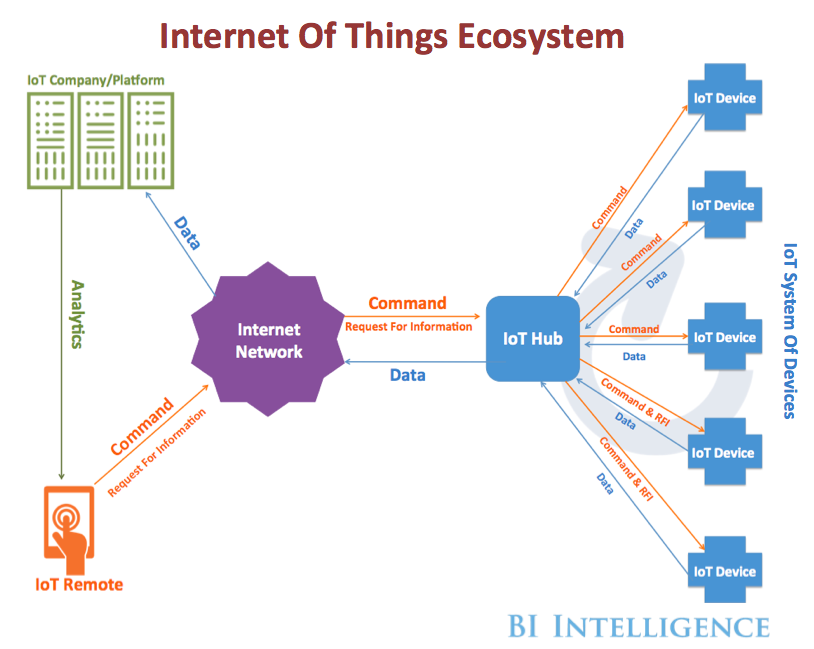 Internet Of Things Ecosystem
IoT Company/Platform
Data
Analytics
Internet
Network
Command
Request For Information
Data
Command
Request For Information
IoT Remote
IoT Hub
Command
Data
Command
Data
Command
Data
Command & RFI
Data
Command & RFI
Data
IoT Device
IoT Device
IoT Device
IoT Device
IoT Device
IoT System Of Devices
BI INTELLIGENCE